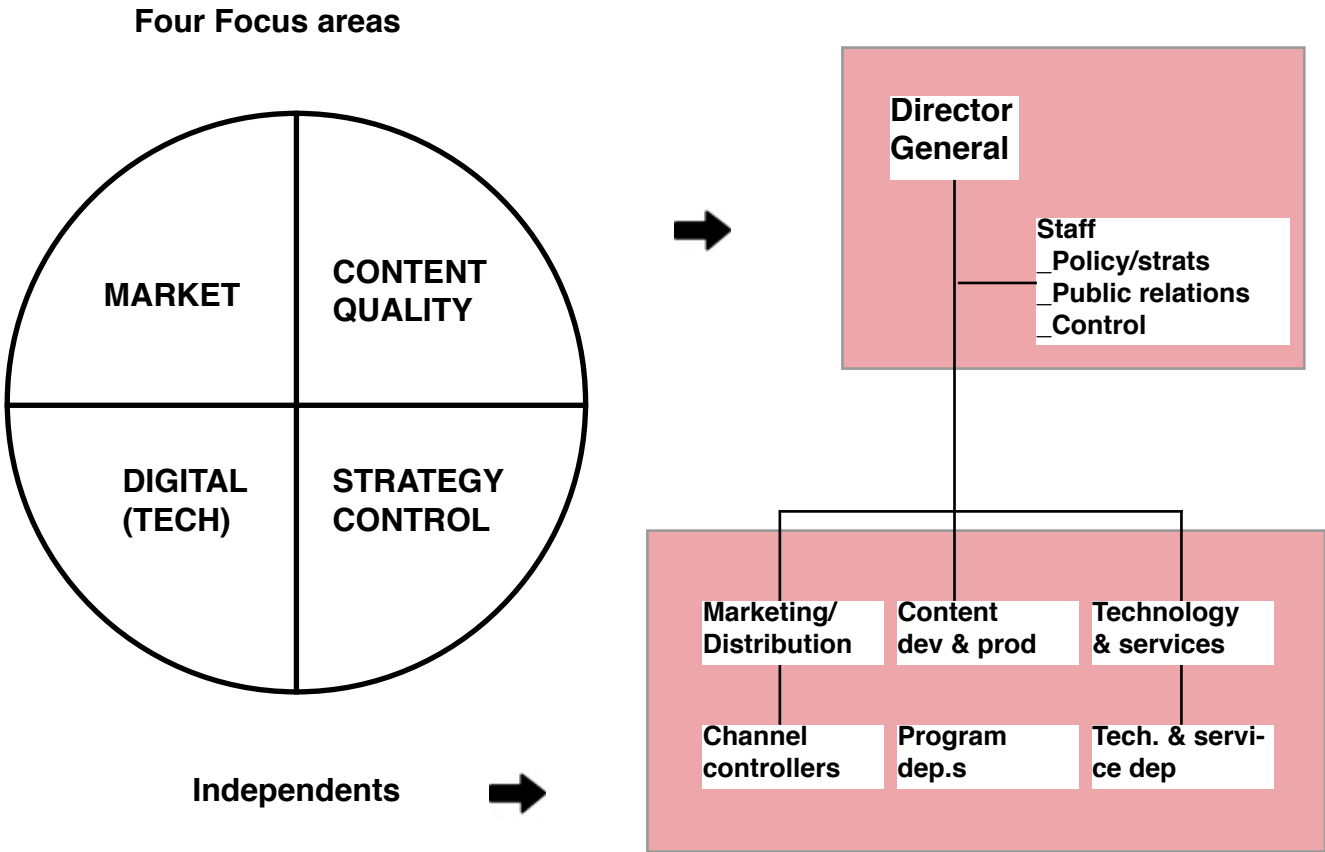 Four Focus areas
MARKET
CONTENT
QUALITY
DIGITAL
(TECH)
STRATEGY
CONTROL
Independents
Director
General
Staff
_Policy/strats
_Public relations
_Control
Marketing/
Distribution
Content
dev & prod
Technology
& services
Channel
controllers
Program
dep.s
Tech. & servi-
ce dep